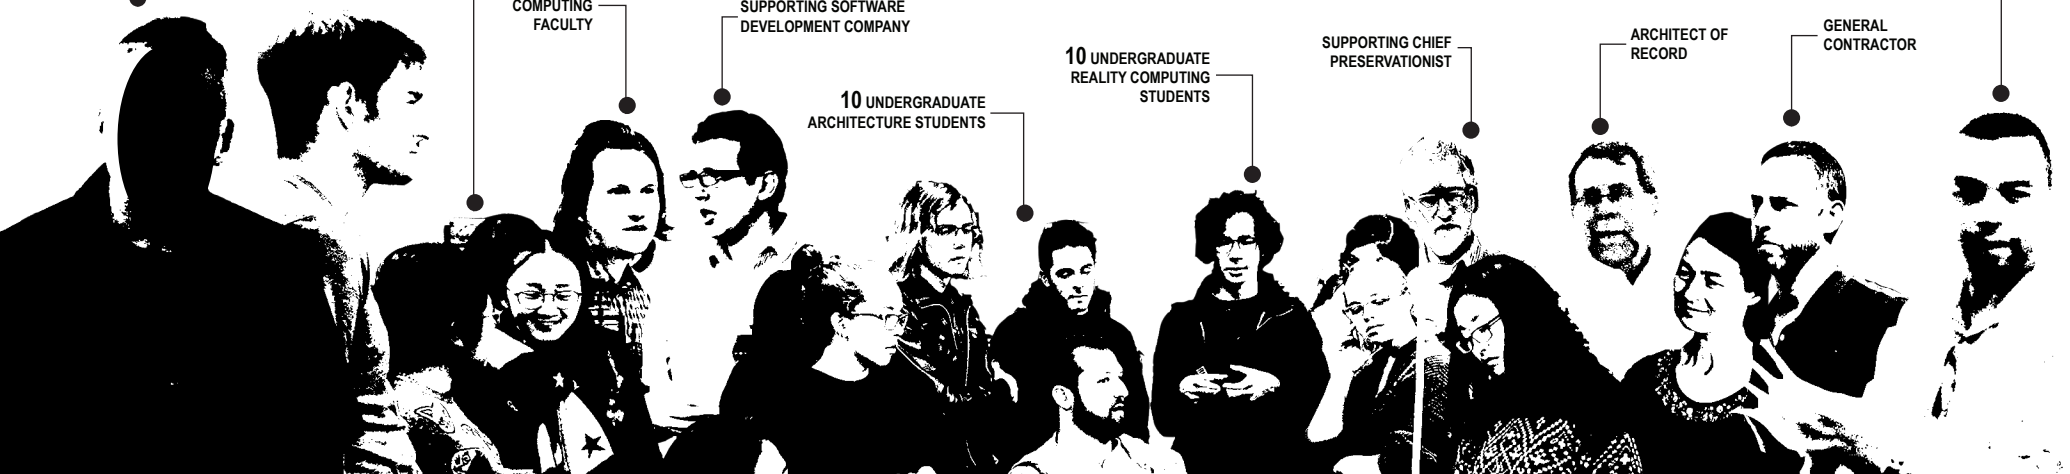 COMPUTING
FACULTY
SUPPORTING SOFTWARE
DEVELOPMENT COMPANY
10 UNDERGRADUATE
ARCHITECTURE STUDENTS
10 UNDERGRADUATE
REALITY COMPUTING
STUDENTS
SUPPORTING CHIEF
PRESERVATIONIST
ARCHITECT OF
RECORD
GENERAL
CONTRACTOR